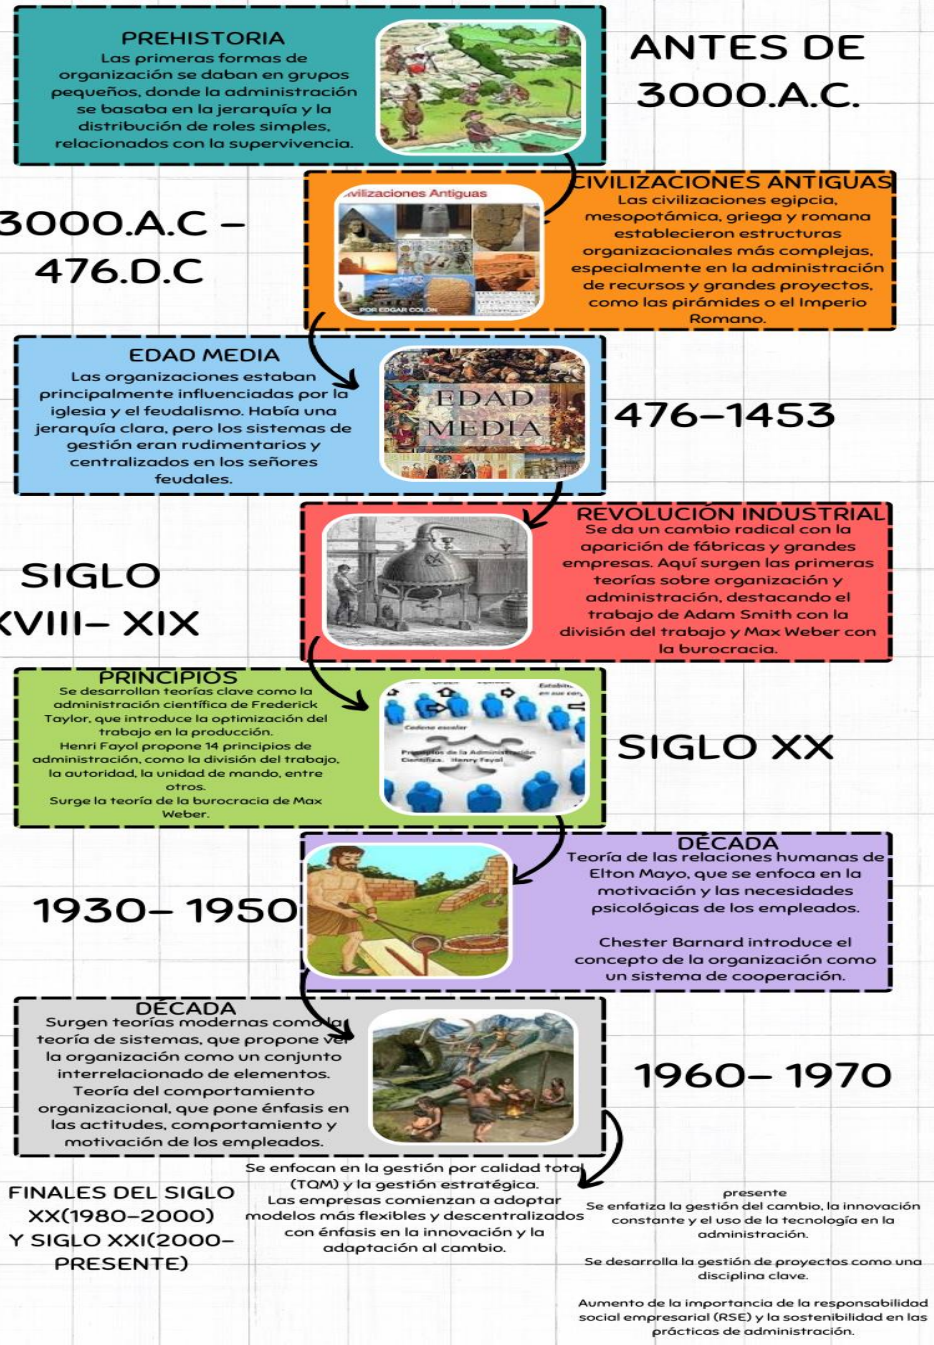 PREHISTORIA
Las primeras formas de
organización se daban en grupos
pequeños, donde la administración
se basaba en la jerarquía y la
distribución de roles simples,
relacionados con la supervivencia.
ANTES DE
3000.A.C.
3000.A.C –
476.D.C
Civilizaciones Antiguas
POR EDGAR COLÓN
CIVILIZACIONES ANTIGUAS
Las civilizaciones egipcia,
mesopotámica, griega y romana
establecieron estructuras
organizacionales más complejas,
especialmente en la administración
de recursos y grandes proyectos,
como las pirámides o el Imperio
Romano.
EDAD MEDIA
Las organizaciones estaban
principalmente influenciadas por la
iglesia y el feudalismo. Había una
jerarquía clara, pero los sistemas de
gestión eran rudimentarios y
centralizados en los señores
feudales.
EDAD
MEDIA
476–1453
SIGLO
XVIII– XIX
REVOLUCIÓN INDUSTRIAL
Se da un cambio radical con la
aparición de fábricas y grandes
empresas. Aquí surgen las primeras
teorías sobre organización y
administración, destacando el
trabajo de Adam Smith con la
división del trabajo y Max Weber con
la burocracia.
PRINCIPIOS
Se desarrollan teorías clave como la
administración científica de Frederick
Taylor, que introduce la optimización del
trabajo en la producción.
Henri Fayol propone 14 principios de
administración, como la división del trabajo,
la autoridad, la unidad de mando, entre
otros.
Surge la teoría de la burocracia de Max
Weber.
en sus
Cadena escalar
Principios de la Administración
Científica. Henry Fayol
SIGLO XX
1930– 1950
DÉCADA
Teoría de las relaciones humanas de
Elton Mayo, que se enfoca en la
motivación y las necesidades
psicológicas de los empleados.
Chester Barnard introduce el
concepto de la organización como
un sistema de cooperación.
DÉCADA
Surgen teorías modernas como la
teoría de sistemas, que propone ver
la organización como un conjunto
interrelacionado de elementos.
Teoría del comportamiento
organizacional, que pone énfasis en
las actitudes, comportamiento y
motivación de los empleados.
1960– 1970
FINALES DEL SIGLO
XX(1980–2000)
Y SIGLO XXI(2000–
PRESENTE)
Se enfocan en la gestión por calidad total
(TQM) y la gestión estratégica.
Las empresas comienzan a adoptar
modelos más flexibles y descentralizados
con énfasis en la innovación y la
adaptación al cambio.
presente
Se enfatiza la gestión del cambio, la innovación
constante y el uso de la tecnología en la
administración.
Se desarrolla la gestión de proyectos como una
disciplina clave.
Aumento de la importancia de la responsabilidad
social empresarial (RSE) y la sostenibilidad en las
prácticas de administración.